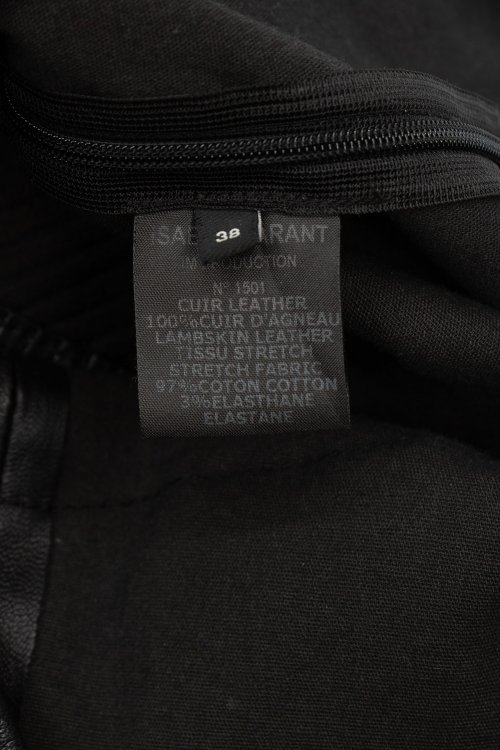 38
N° 1501
CUIR LEATHER
100%CUIR D'AGNEAU
LAMBSKIN LEATHER
TISSU STRETCH
STRETCH FABRIC
97%COTON COTTON
3%ELASTHANE
ELASTANE